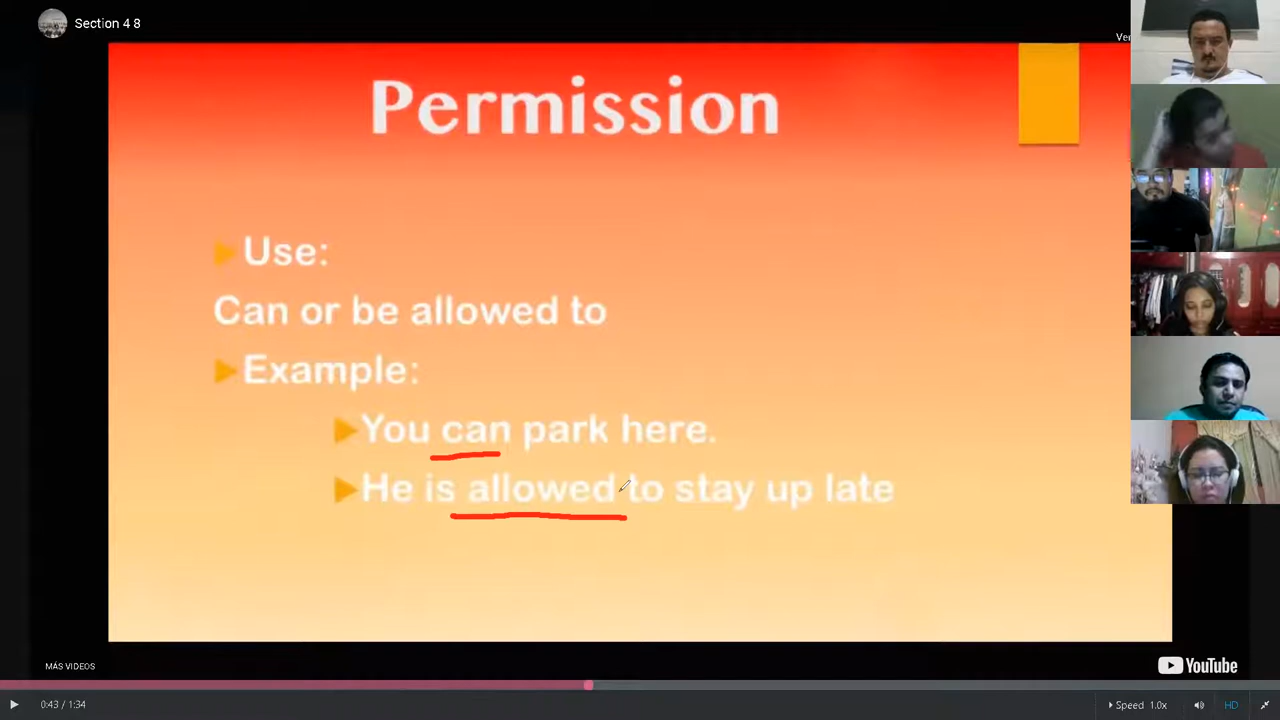 Section 4 8
Ver
Permission
Use:
Can or be allowed to
Example:
You can park here.
He is allowed to stay up late
MÁS VIDEOS
YouTube
0:43 / 1:34
Speed 1.0x
HD